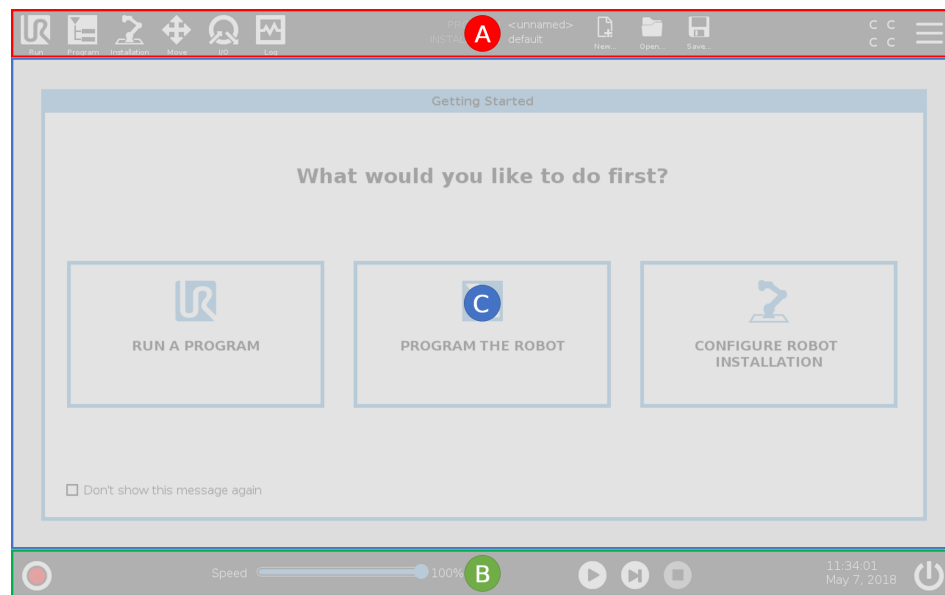 Run Program Installation Move I/O Log
<unnamed>
default
New... Open... Save...
C C
C C
A
Getting Started
What would you like to do first?
C
RUN A PROGRAM
PROGRAM THE ROBOT
CONFIGURE ROBOT
INSTALLATION
Don't show this message again
Speed
100%
B
11:34:01
May 7, 2018